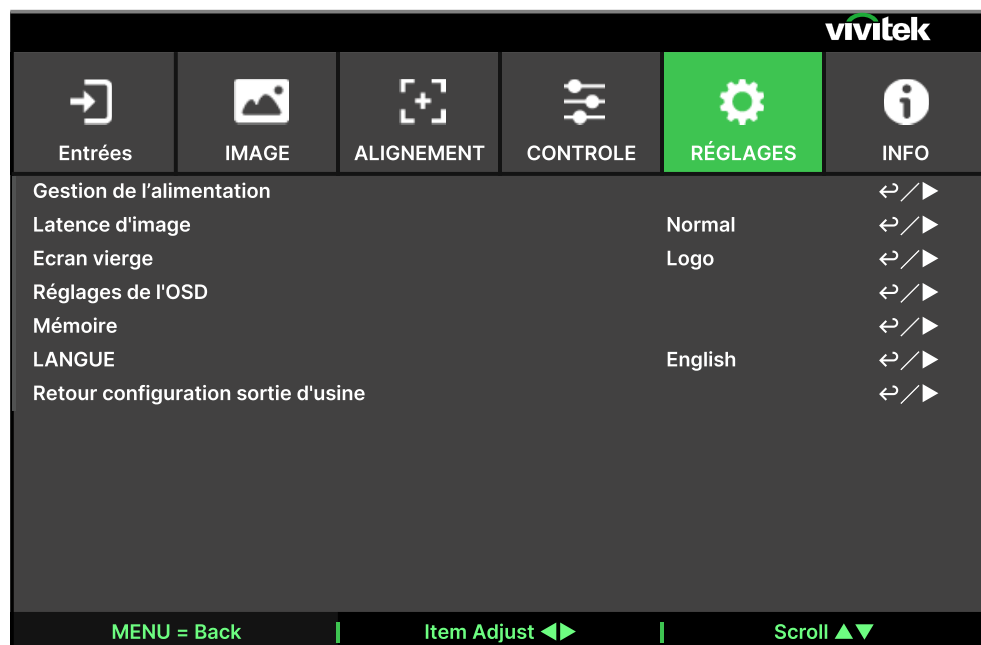 vivitek
Entrées IMAGE ALIGNEMENT CONTROLE RÉGLAGES INFO
Gestion de l’alimentation
Latence d'image Normal
Ecran vierge Logo
Réglages de l'OSD
Mémoire
LANGUE English
Retour configuration sortie d'usine
MENU = Back Item Adjust ◀▶ Scroll ▲▼